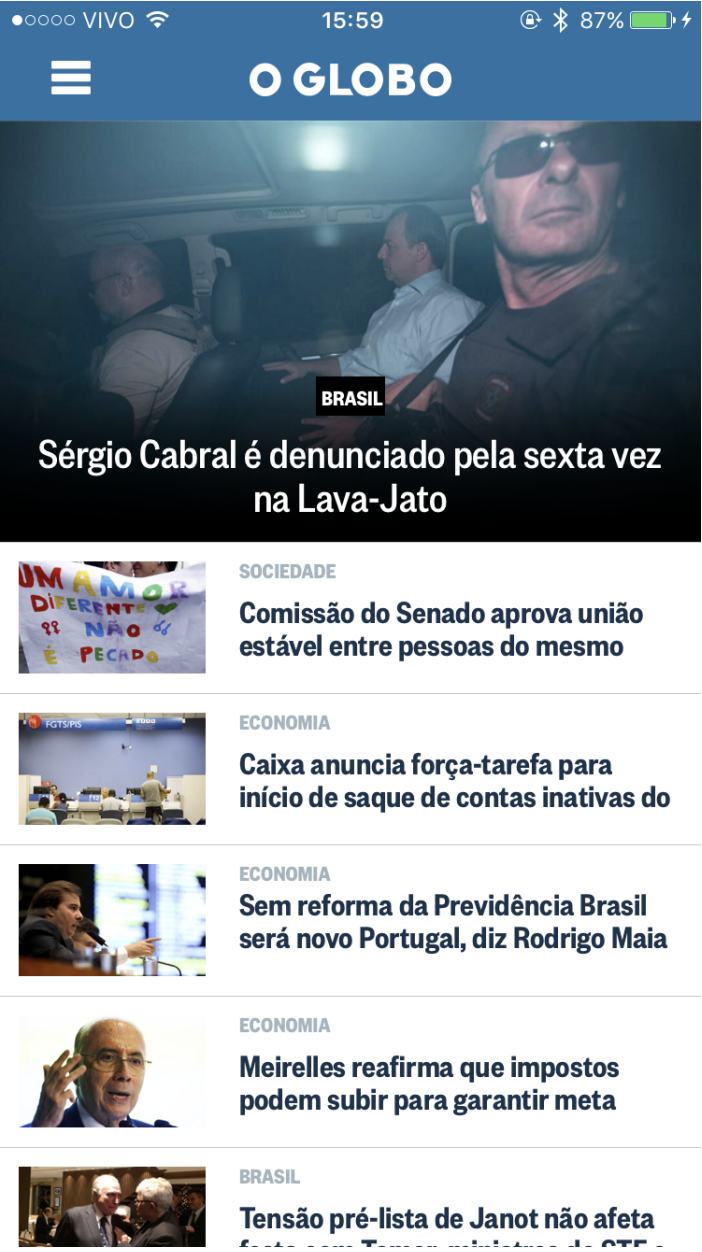 VIVO 15:59 87%
O GLOBO
BRASIL
Sérgio Cabral é denunciado pela sexta vez
na Lava-Jato
UM AMOR
DIFERENTE
NÃO
É PECADO
SOCIEDADE
Comissão do Senado aprova união
estável entre pessoas do mesmo
FGTS/PIS
ECONOMIA
Caixa anuncia força-tarefa para
início de saque de contas inativas do
ECONOMIA
Sem reforma da Previdência Brasil
será novo Portugal, diz Rodrigo Maia
ECONOMIA
Meirelles reafirma que impostos
podem subir para garantir meta
BRASIL
Tensão pré-lista de Janot não afeta